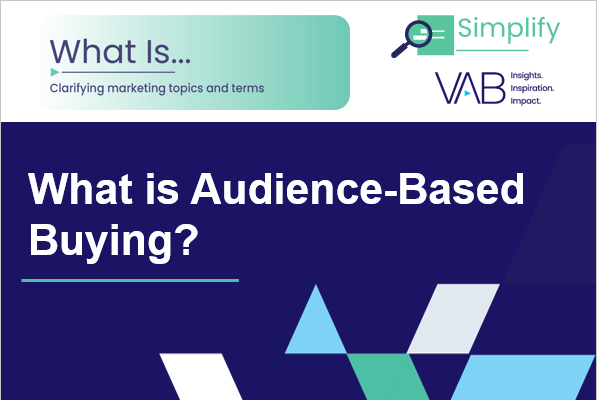 What Is...
Clarifying marketing topics and terms
Simplify
VAB
Insights.
Inspiration.
Impact.
What is Audience-Based
Buying?